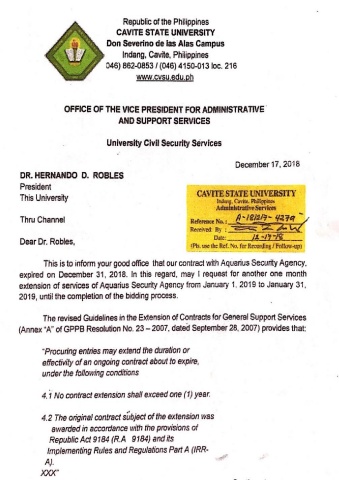 Republic of the Philippines
CAVITE STATE UNIVERSITY
Don Severino de las Alas Campus
Indang, Cavite, Philippines
046) 862-0853 / (046) 4150-013 loc. 216
www.cvsu.edu.ph
OFFICE OF THE VICE PRESIDENT FOR ADMINISTRATIVE
AND SUPPORT SERVICES
University Civil Security Services
December 17, 2018
DR. HERNANDO D. ROBLES
President
This University
Thru Channel
CAVITE STATE UNIVERSITY
Indang, Cavite, Philippines
Administrative Services
Reference No.: A-181217-4279
Received By:
Date: 12-17-18
(Pls. use the Ref. No. for Recording / Follow-up)
Dear Dr. Robles,
This is to inform your good office that our contract with Aquarius Security Agency,
expired on December 31, 2018. In this regard, may I request for another one month
extension of services of Aquarius Security Agency from January 1, 2019 to January 31,
2019, until the completion of the bidding process.
The revised Guidelines in the Extension of Contracts for General Support Services
(Annex "A" of GPPB Resolution No. 23 – 2007, dated September 28, 2007) provides that:
"Procuring entries may extend the duration or
effectivity of an ongoing contract about to expire,
under the following conditions
4.1 No contract extension shall exceed one (1) year.
4.2 The original contract subject of the extension was
awarded in accordance with the provisions of
Republic Act 9184 (R.A 9184) and its
Implementing Rules and Regulations Part A (IRR-
A).
XXX"